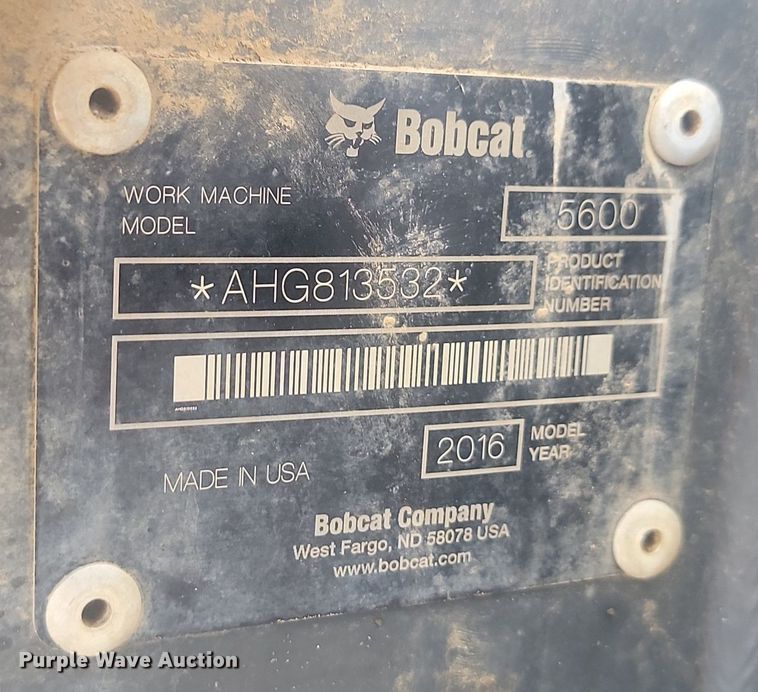 Bobcat
WORK MACHINE
MODEL
5600
*AHG813532*
PRODUCT
IDENTIFICATION
NUMBER
2016
MODEL
YEAR
MADE IN USA
Bobcat Company
West Fargo, ND 58078 USA
www.bobcat.com
Purple Wave Auction